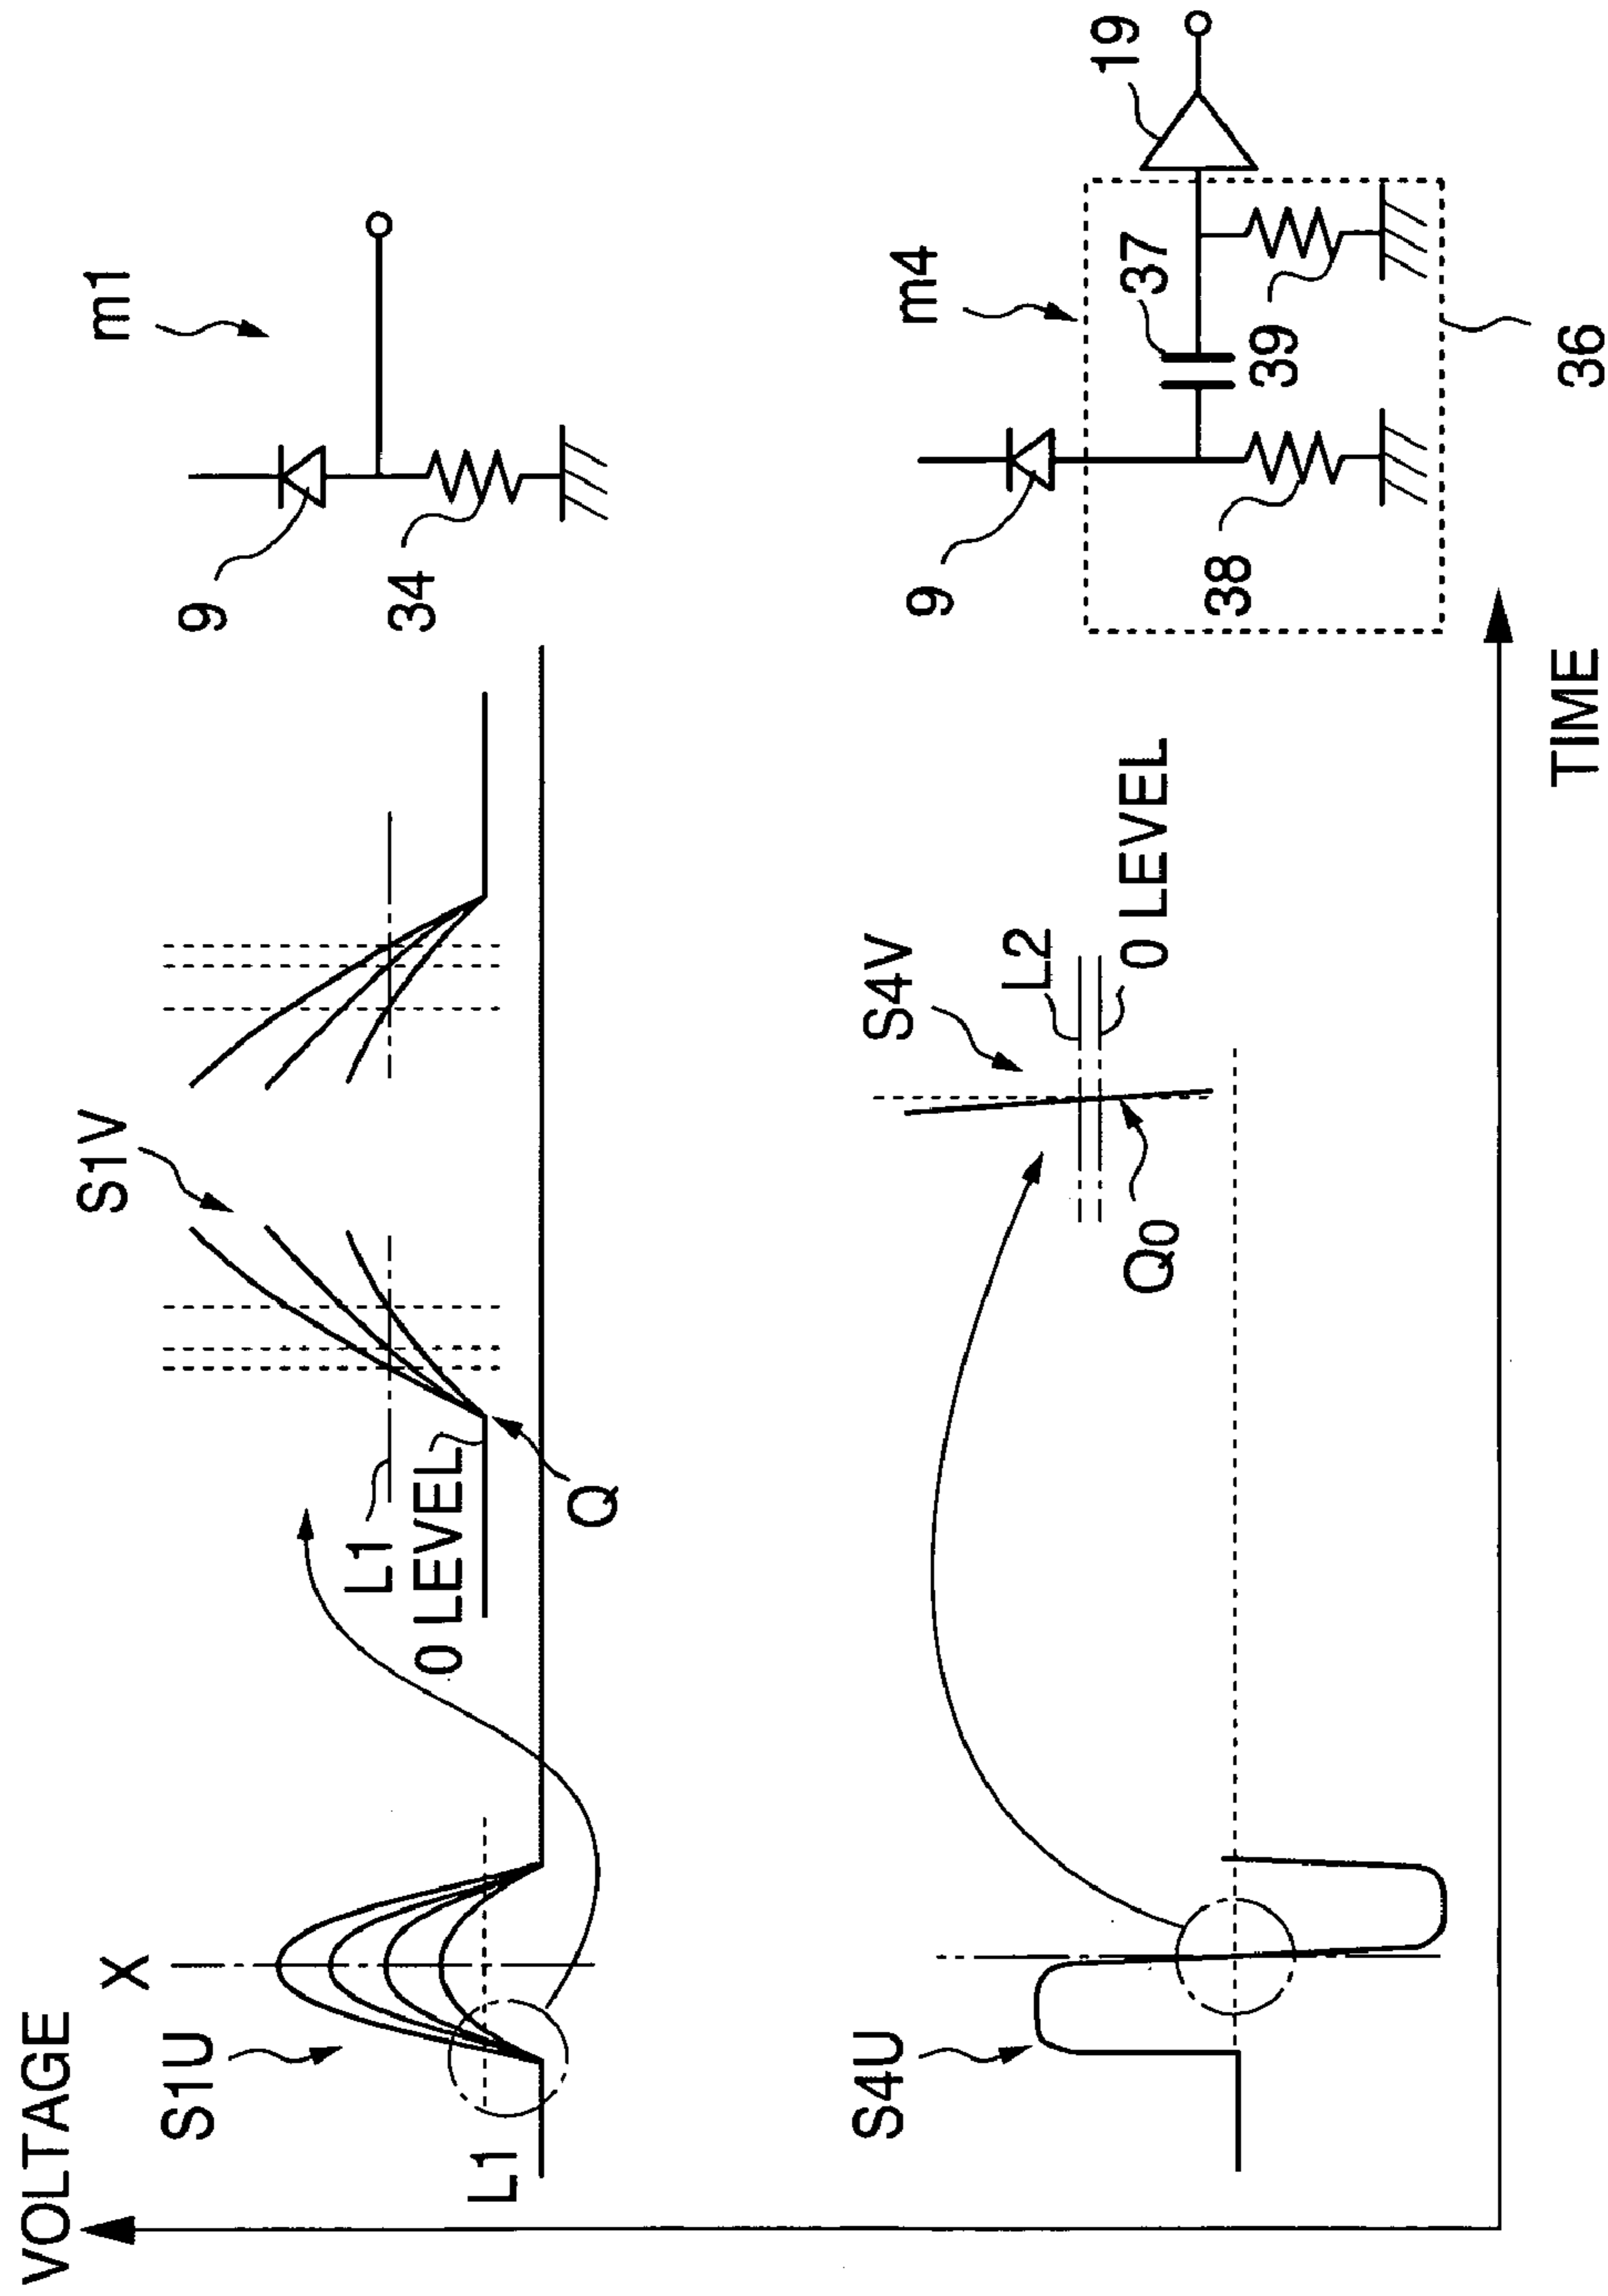 VOLTAGE
S1U
X
L1
S1V
L1
0 LEVEL
Q
m1
9
34
S4U
S4V
L2
0 LEVEL
Q0
m4
9
37
38
39
19
36
TIME